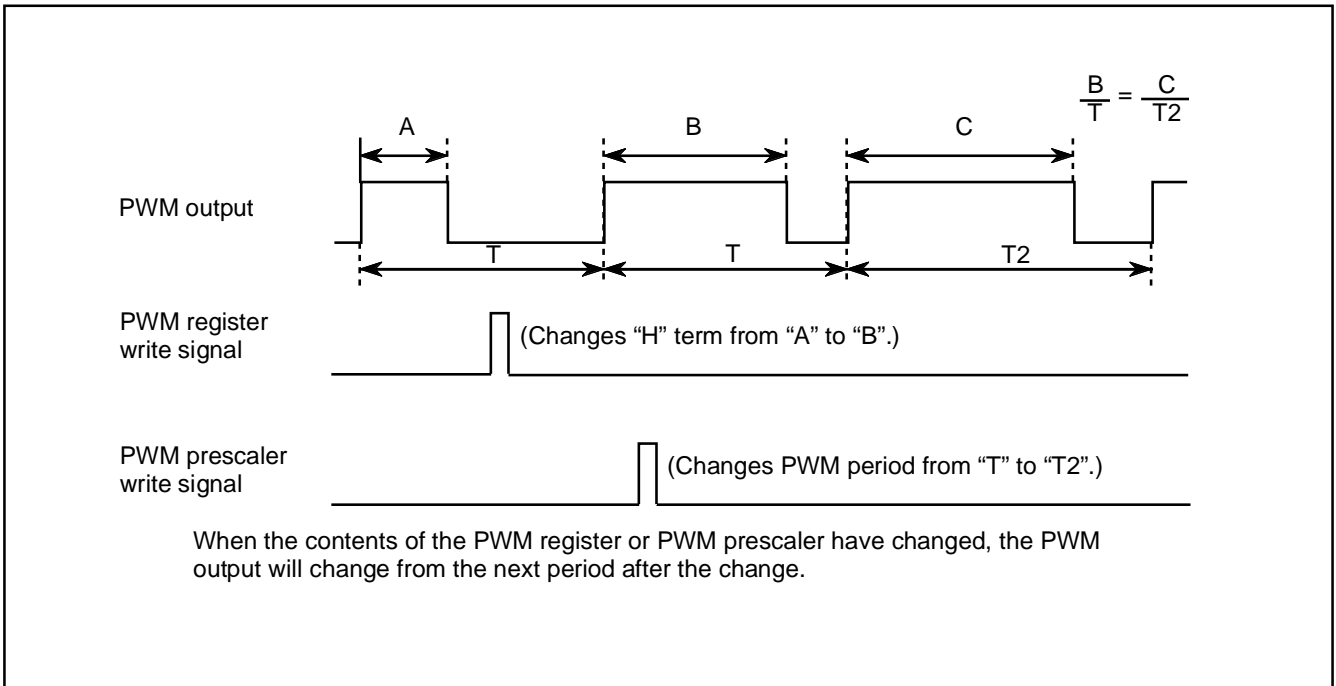 B/T = C/T2
A
B
C
PWM output
T
T
T2
PWM register
write signal
(Changes “H” term from “A” to “B”.)
PWM prescaler
write signal
(Changes PWM period from “T” to “T2”.)
When the contents of the PWM register or PWM prescaler have changed, the PWM
output will change from the next period after the change.